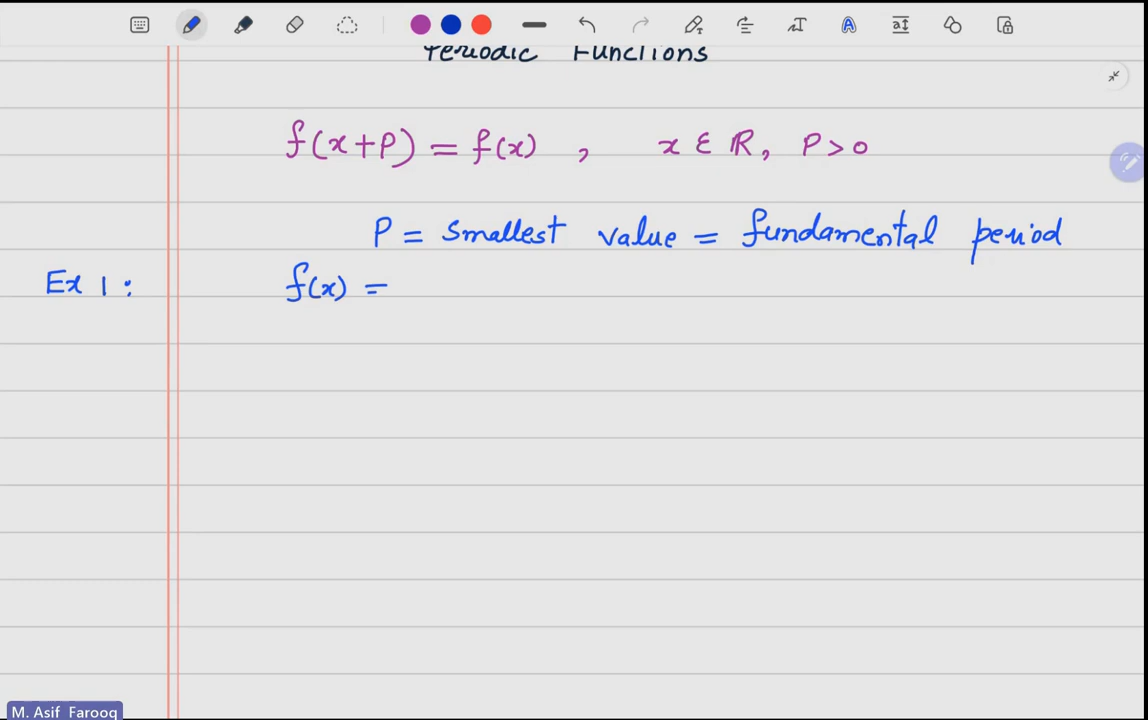 Periodic Functions
f(x+P) = f(x) , x ∈ ℝ, P > 0
P = smallest value = fundamental period
Ex 1 : f(x) =
M. Asif Farooq